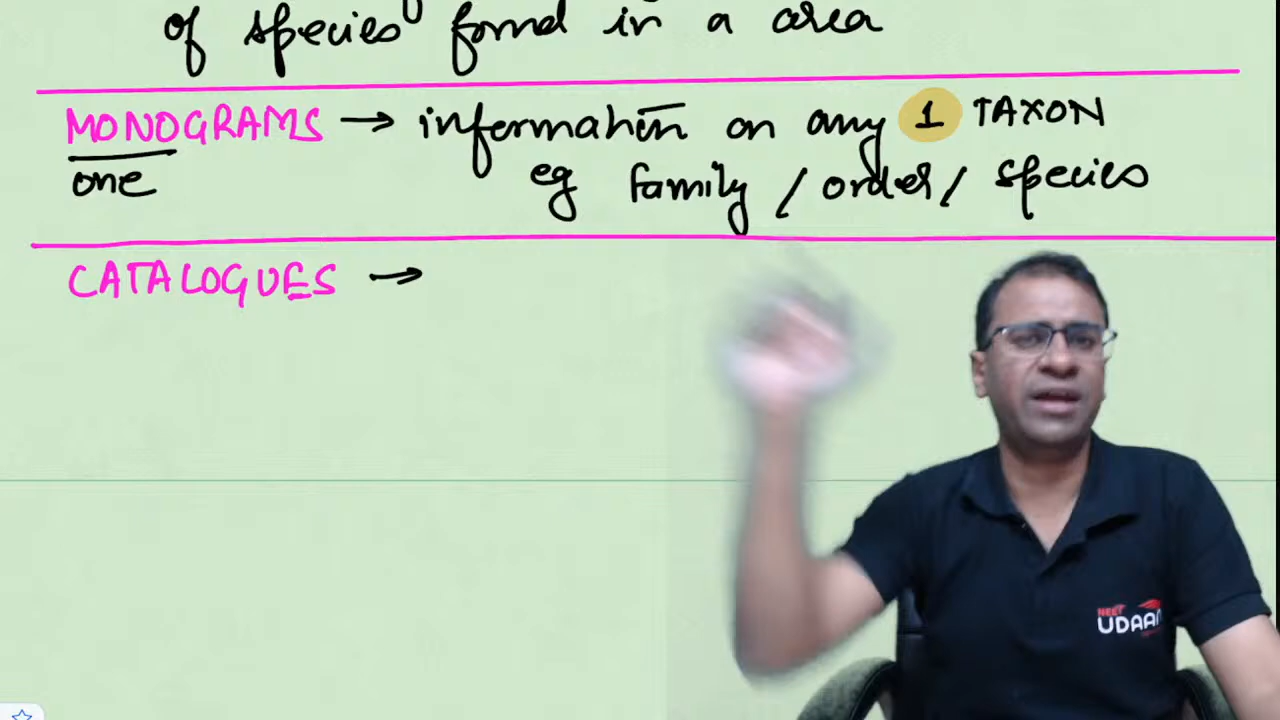 of species found in a area
MONOGRAMS → information on any 1 TAXON
one
eg family / order / species
CATALOGUES →
NEET
UDAAN